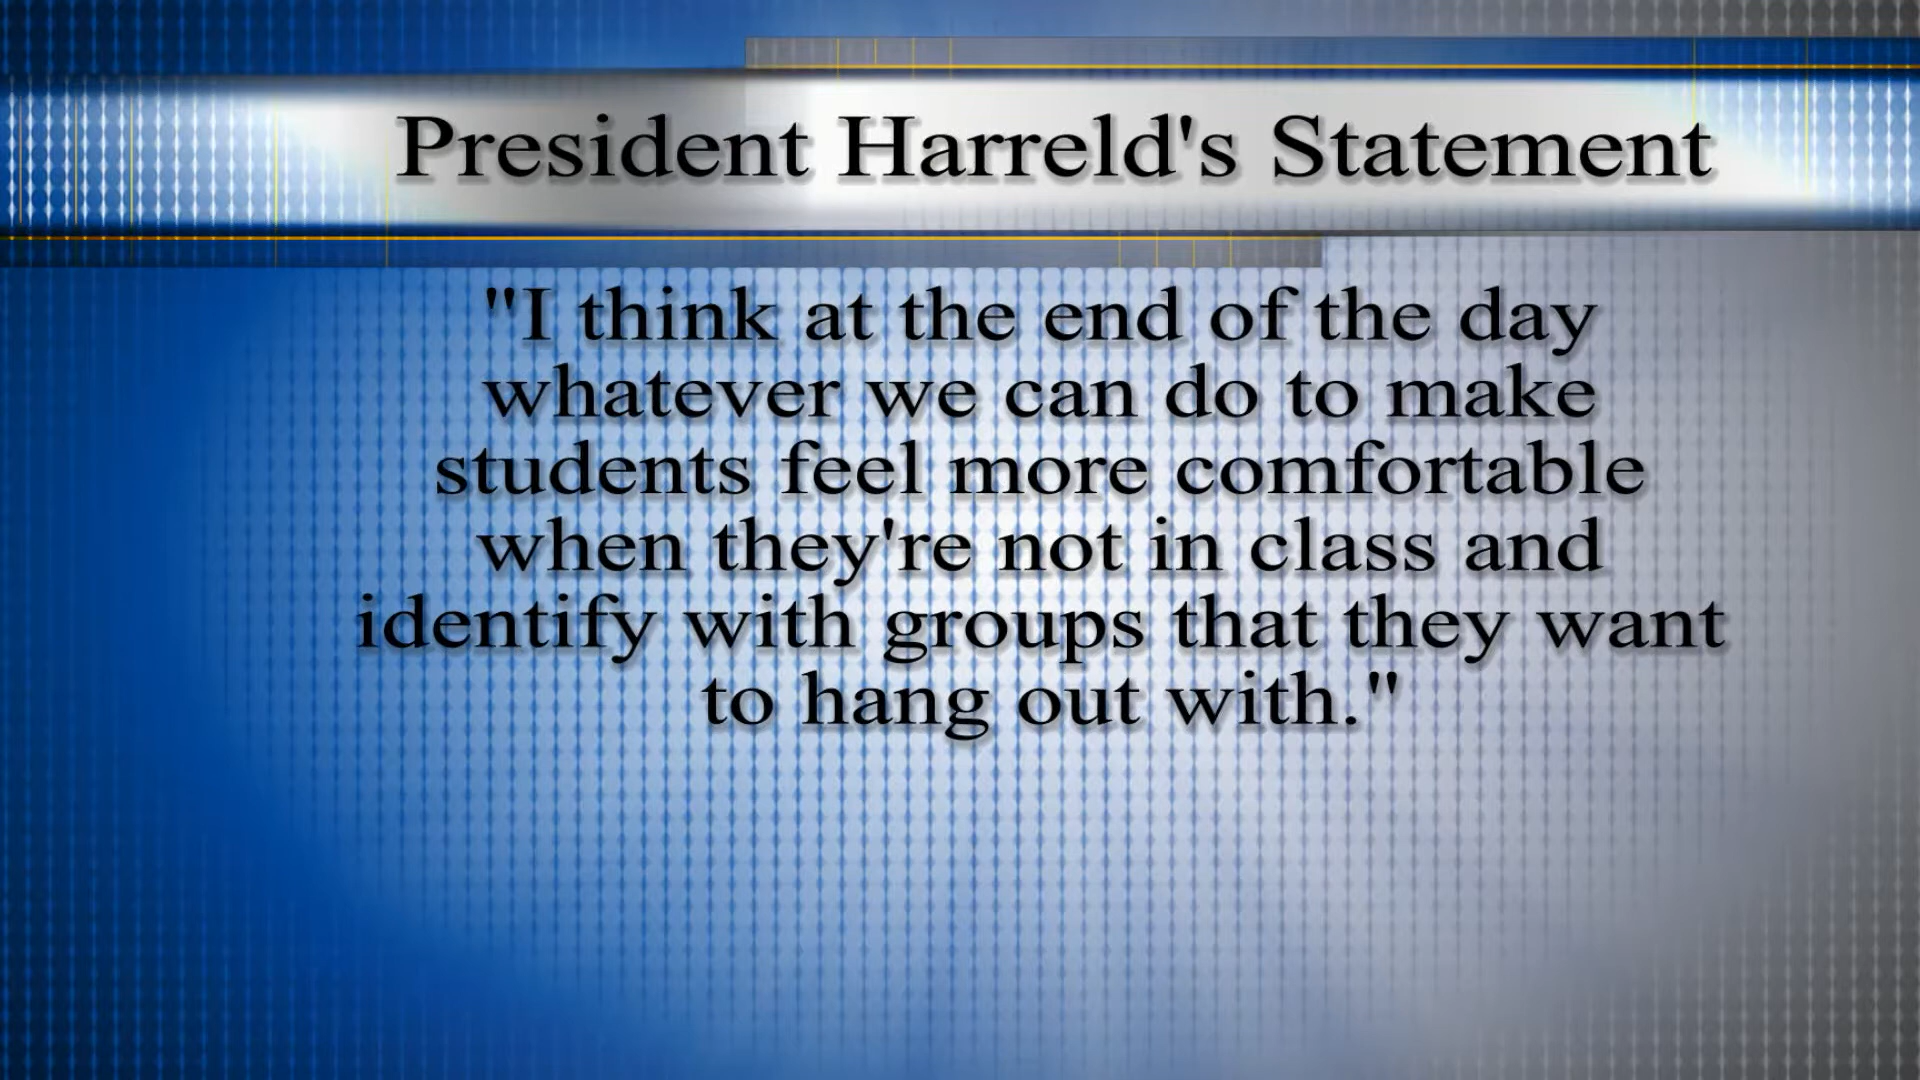 President Harreld's Statement
"I think at the end of the day
whatever we can do to make
students feel more comfortable
when they're not in class and
identify with groups that they want
to hang out with."